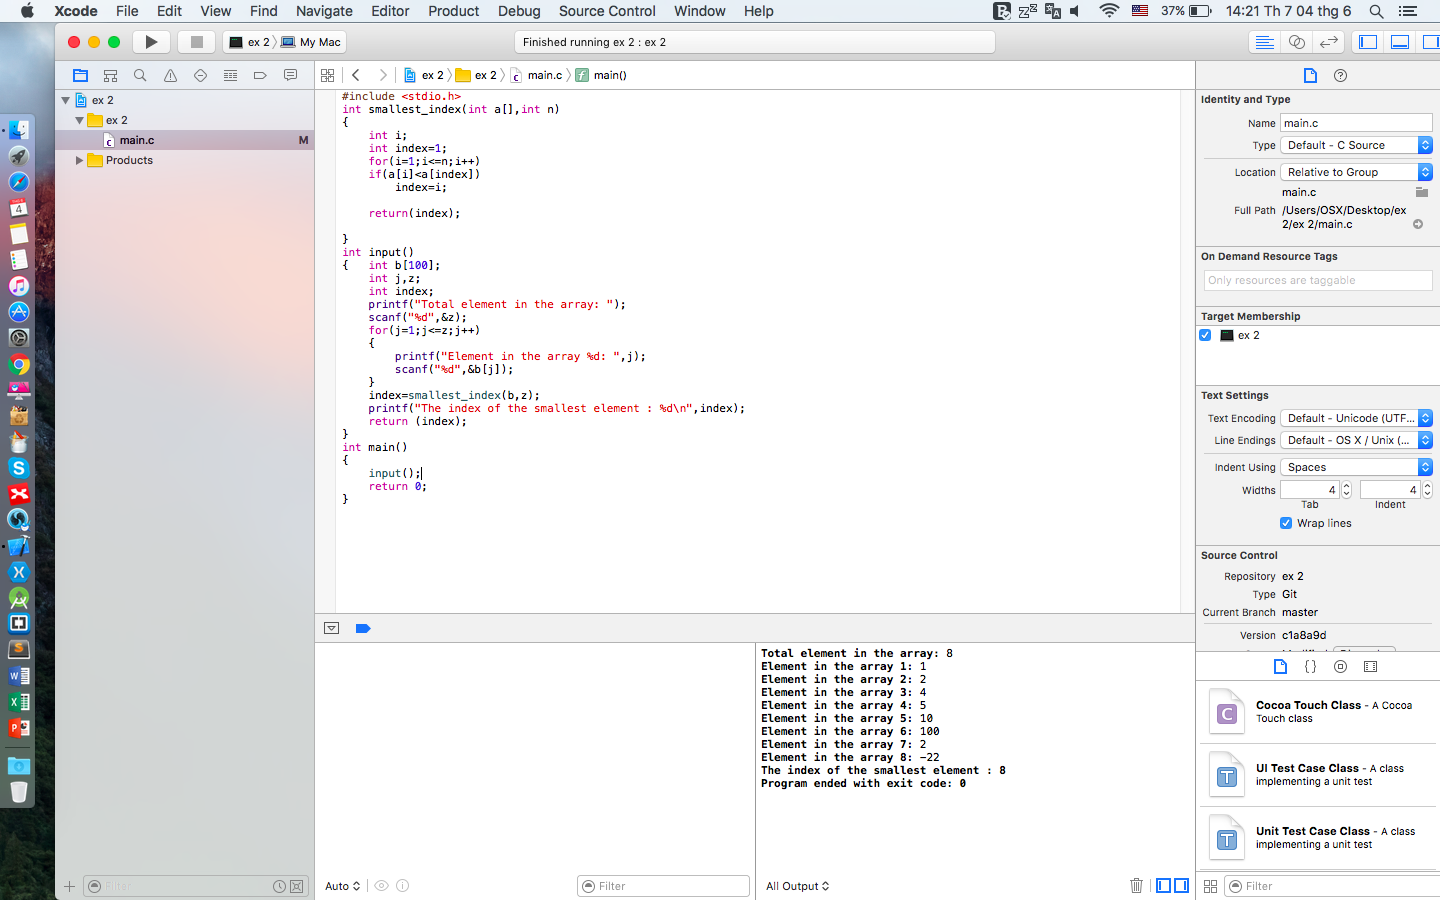 Xcode File Edit View Find Navigate Editor Product Debug Source Control Window Help 37% 14:21 Th 7 04 thg 6
ex 2 My Mac Finished running ex 2 : ex 2
ex 2 ex 2 main.c main()
ex 2
ex 2
main.c M
Products
#include <stdio.h>
int smallest_index(int a[],int n)
{
    int i;
    int index=1;
    for(i=1;i<=n;i++)
    if(a[i]<a[index])
        index=i;
    return(index);
}
int input()
{   int b[100];
    int j,z;
    int index;
    printf("Total element in the array: ");
    scanf("%d",&z);
    for(j=1;j<=z;j++)
    {
        printf("Element in the array %d: ",j);
        scanf("%d",&b[j]);
    }
    index=smallest_index(b,z);
    printf("The index of the smallest element : %d\n",index);
    return (index);
}
int main()
{
    input();
    return 0;
}
Total element in the array: 8
Element in the array 1: 1
Element in the array 2: 2
Element in the array 3: 4
Element in the array 4: 5
Element in the array 5: 10
Element in the array 6: 100
Element in the array 7: 2
Element in the array 8: -22
The index of the smallest element : 8
Program ended with exit code: 0
Filter
Auto
Filter
All Output
Identity and Type
Name main.c
Type Default - C Source
Location Relative to Group
main.c
Full Path /Users/OSX/Desktop/ex
2/ex 2/main.c
On Demand Resource Tags
Only resources are taggable
Target Membership
ex 2
Text Settings
Text Encoding Default - Unicode (UTF...
Line Endings Default - OS X / Unix (...
Indent Using Spaces
Widths 4 4
Tab Indent
Wrap lines
Source Control
Repository ex 2
Type Git
Current Branch master
Version c1a8a9d
Cocoa Touch Class - A Cocoa
Touch class
UI Test Case Class - A class
implementing a unit test
Unit Test Case Class - A class
implementing a unit test
Filter